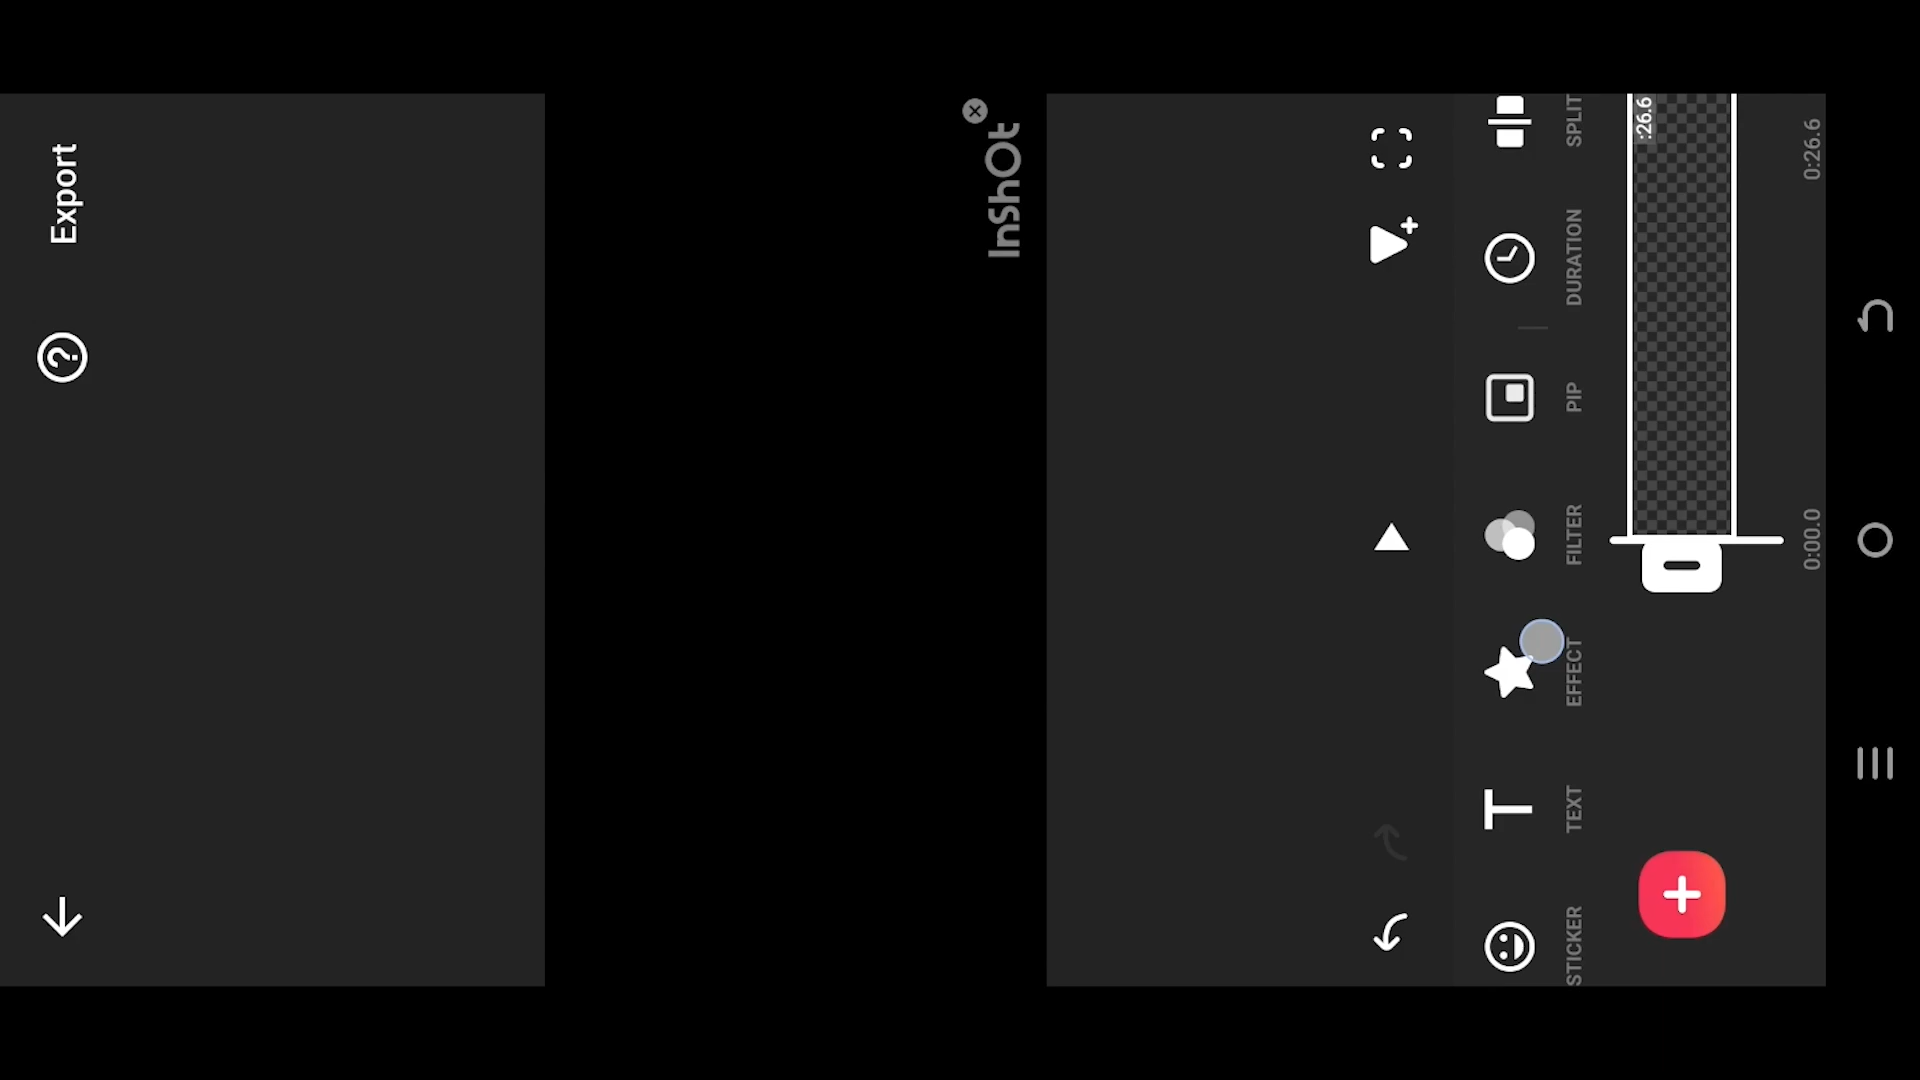 Export
InShOt
STICKER
TEXT
EFFECT
FILTER
PIP
DURATION
SPLIT
:26.6
0:00.0
0:26.6